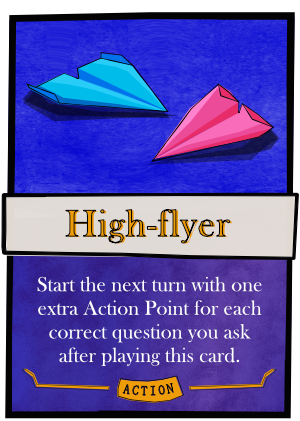 High-flyer
Start the next turn with one
extra Action Point for each
correct question you ask
after playing this card.
ACTION